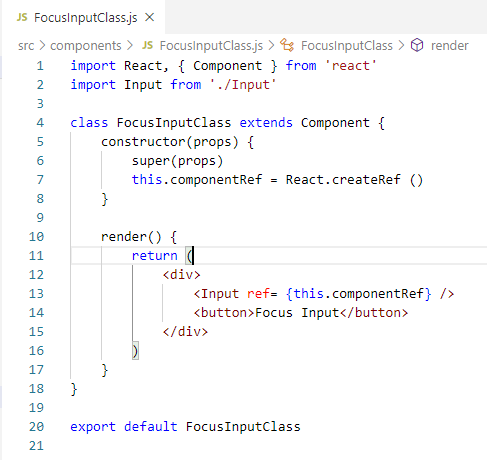 JS FocusInputClass.js ×
src > components > JS FocusInputClass.js > FocusInputClass > render
1 import React, { Component } from 'react'
2 import Input from './Input'
3
4 class FocusInputClass extends Component {
5 constructor(props) {
6 super(props)
7 this.componentRef = React.createRef ()
8 }
9
10 render() {
11 return (
12 <div>
13 <Input ref= {this.componentRef} />
14 <button>Focus Input</button>
15 </div>
16 )
17 }
18 }
19
20 export default FocusInputClass
21